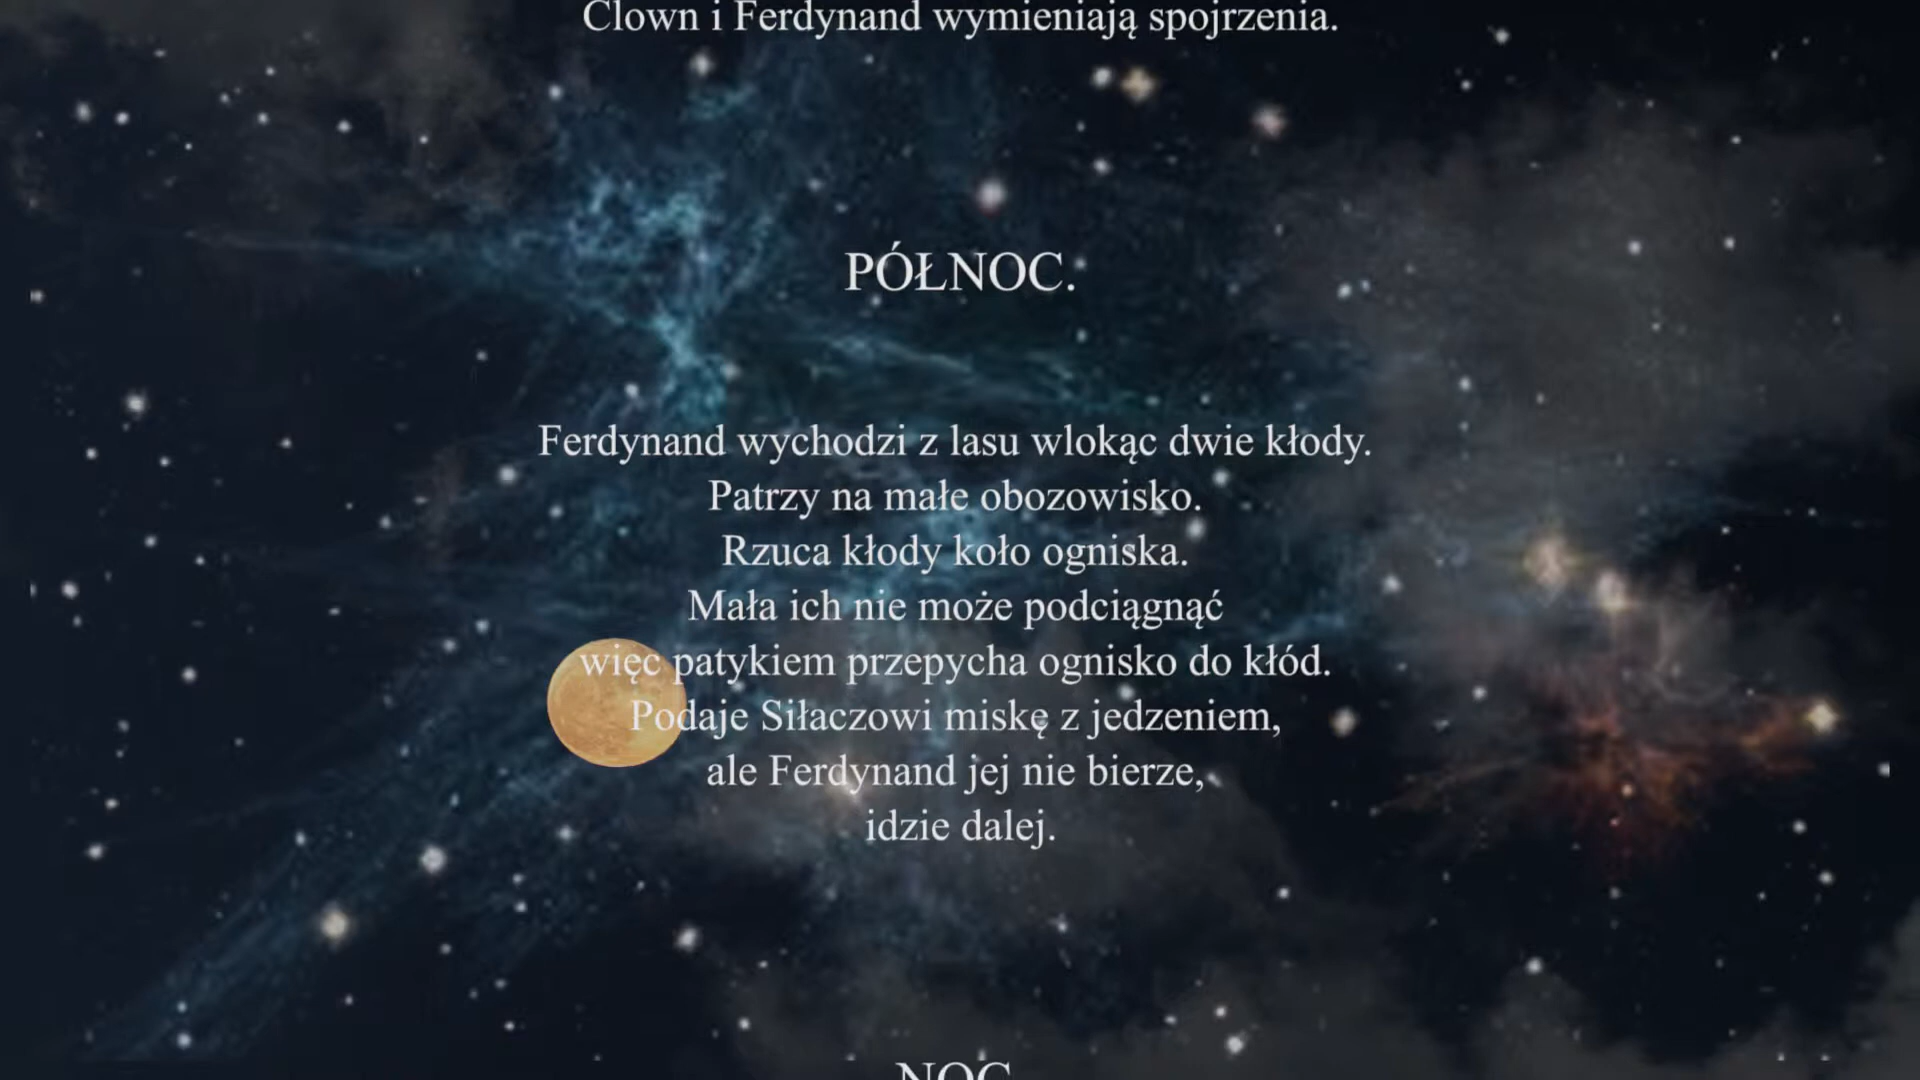 Clown i Ferdynand wymieniają spojrzenia.
PÓŁNOC.
Ferdynand wychodzi z lasu wlokąc dwie kłody.
Patrzy na małe obozowisko.
Rzuca kłody koło ogniska.
Mała ich nie może podciągnąć
więc patykiem przepycha ognisko do kłód.
Podaje Siłaczowi miskę z jedzeniem,
ale Ferdynand jej nie bierze,
idzie dalej.
NOC